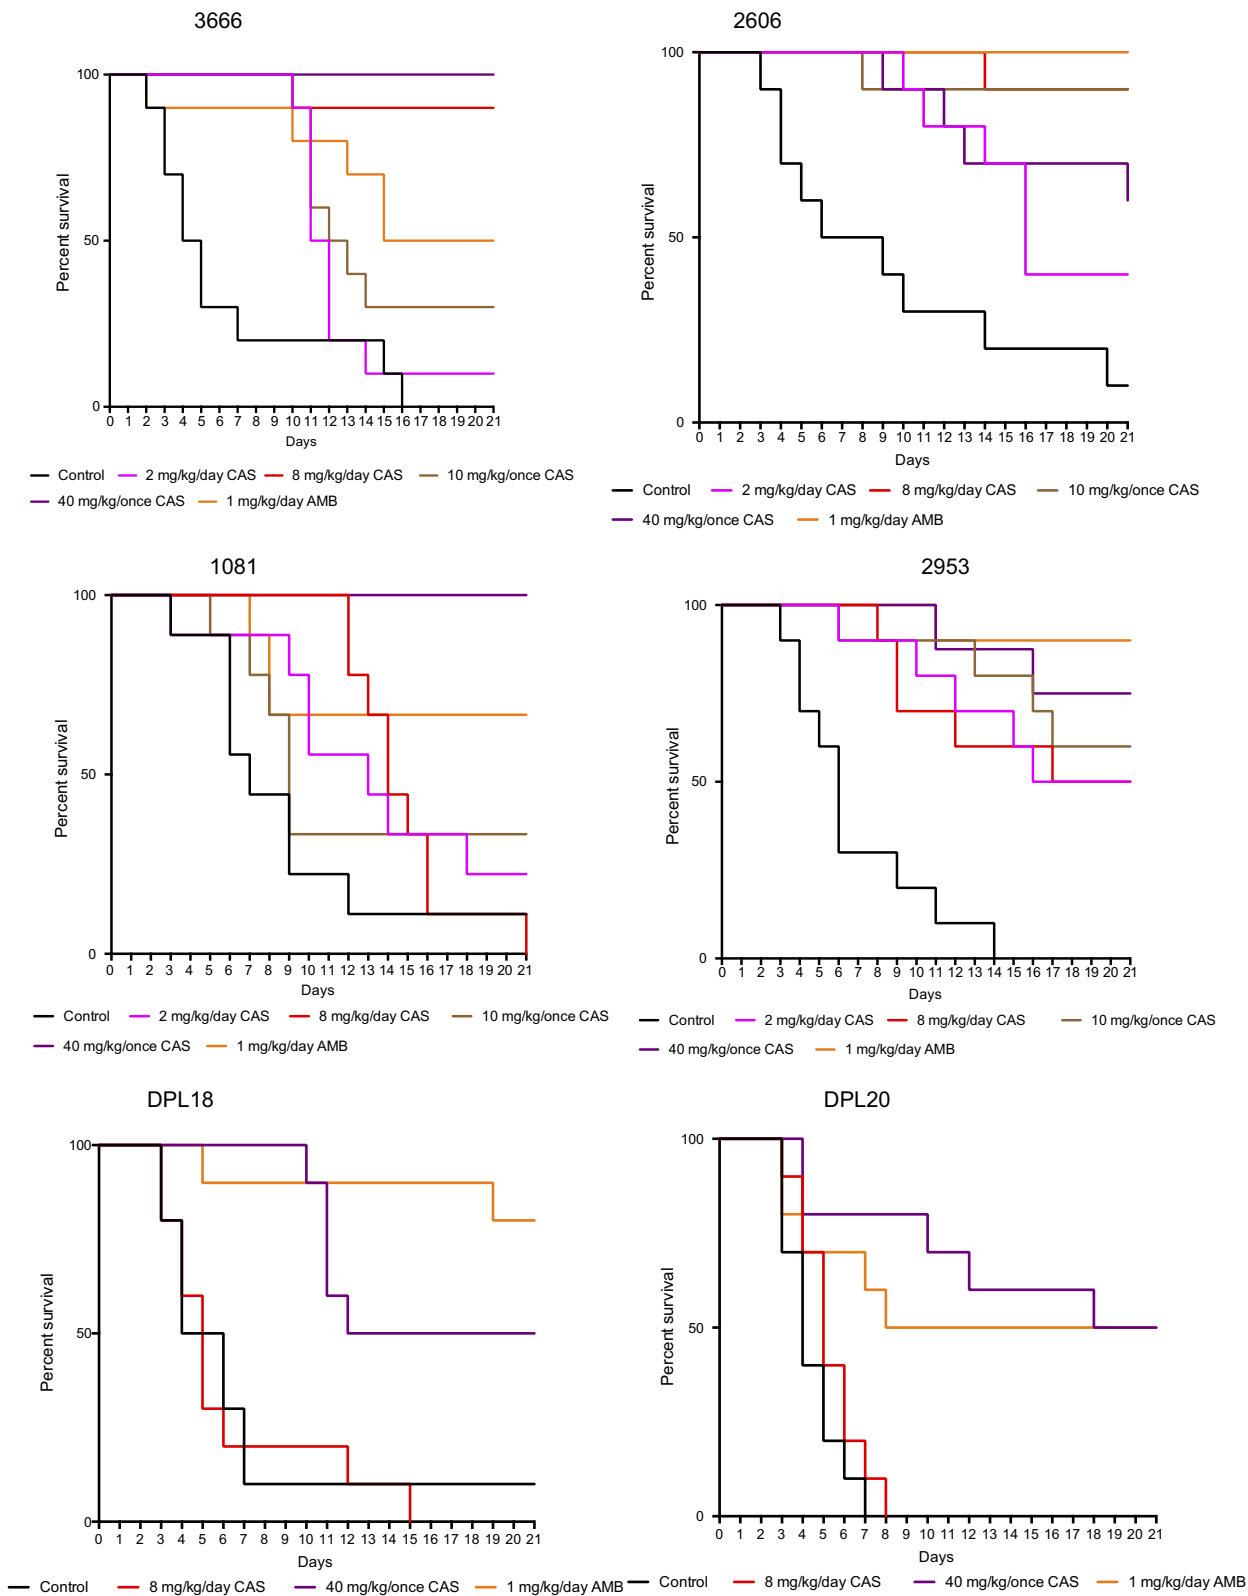 3666
100
50
0
Percent survival
0 1 2 3 4 5 6 7 8 9 10 11 12 13 14 15 16 17 18 19 20 21
Days
Control 2 mg/kg/day CAS 8 mg/kg/day CAS 10 mg/kg/once CAS
40 mg/kg/once CAS 1 mg/kg/day AMB
2606
100
50
0
Percent survival
0 1 2 3 4 5 6 7 8 9 10 11 12 13 14 15 16 17 18 19 20 21
Days
Control 2 mg/kg/day CAS 8 mg/kg/day CAS 10 mg/kg/once CAS
40 mg/kg/once CAS 1 mg/kg/day AMB
1081
100
50
0
Percent survival
0 1 2 3 4 5 6 7 8 9 10 11 12 13 14 15 16 17 18 19 20 21
Days
Control 2 mg/kg/day CAS 8 mg/kg/day CAS 10 mg/kg/once CAS
40 mg/kg/once CAS 1 mg/kg/day AMB
2953
100
50
0
Percent survival
0 1 2 3 4 5 6 7 8 9 10 11 12 13 14 15 16 17 18 19 20 21
Days
Control 2 mg/kg/day CAS 8 mg/kg/day CAS 10 mg/kg/once CAS
40 mg/kg/once CAS 1 mg/kg/day AMB
DPL18
100
50
0
Percent survival
0 1 2 3 4 5 6 7 8 9 10 11 12 13 14 15 16 17 18 19 20 21
Days
Control 8 mg/kg/day CAS 40 mg/kg/once CAS 1 mg/kg/day AMB
DPL20
100
50
0
Percent survival
0 1 2 3 4 5 6 7 8 9 10 11 12 13 14 15 16 17 18 19 20 21
Days
Control 8 mg/kg/day CAS 40 mg/kg/once CAS 1 mg/kg/day AMB